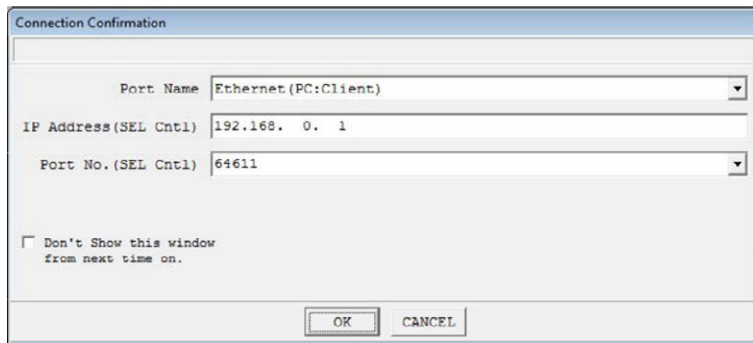 Connection Confirmation
Port Name Ethernet(PC:Client)
IP Address(SEL Cntl) 192.168.  0.  1
Port No.(SEL Cntl) 64611
Don't Show this window
from next time on.
OK CANCEL